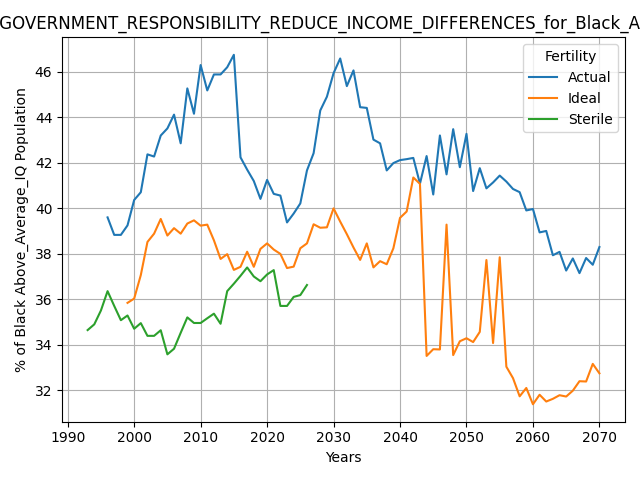 GOVERNMENT_RESPONSIBILITY_REDUCE_INCOME_DIFFERENCES_for_Black_A
% of Black Above_Average_IQ Population
46
44
42
40
38
36
34
32
Fertility
Actual
Ideal
Sterile
1990 2000 2010 2020 2030 2040 2050 2060 2070
Years